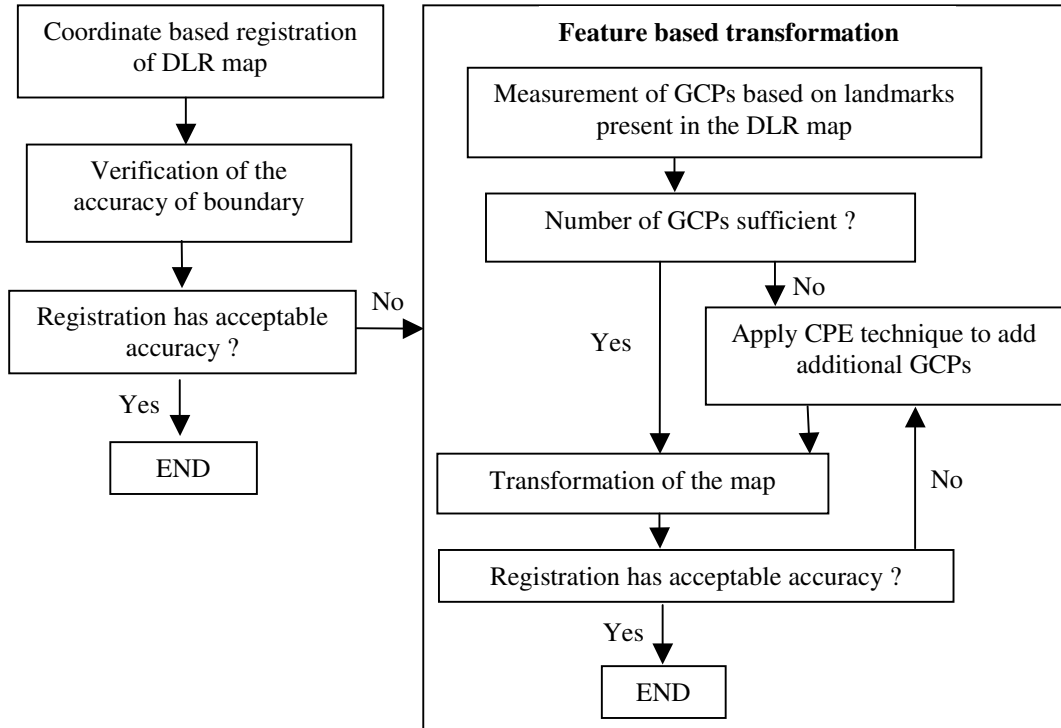 Coordinate based registration
of DLR map
Verification of the
accuracy of boundary
Registration has acceptable
accuracy ?
No
Yes
END
Feature based transformation
Measurement of GCPs based on landmarks
present in the DLR map
Number of GCPs sufficient ?
No
Yes
Apply CPE technique to add
additional GCPs
Transformation of the map
No
Registration has acceptable accuracy ?
Yes
END